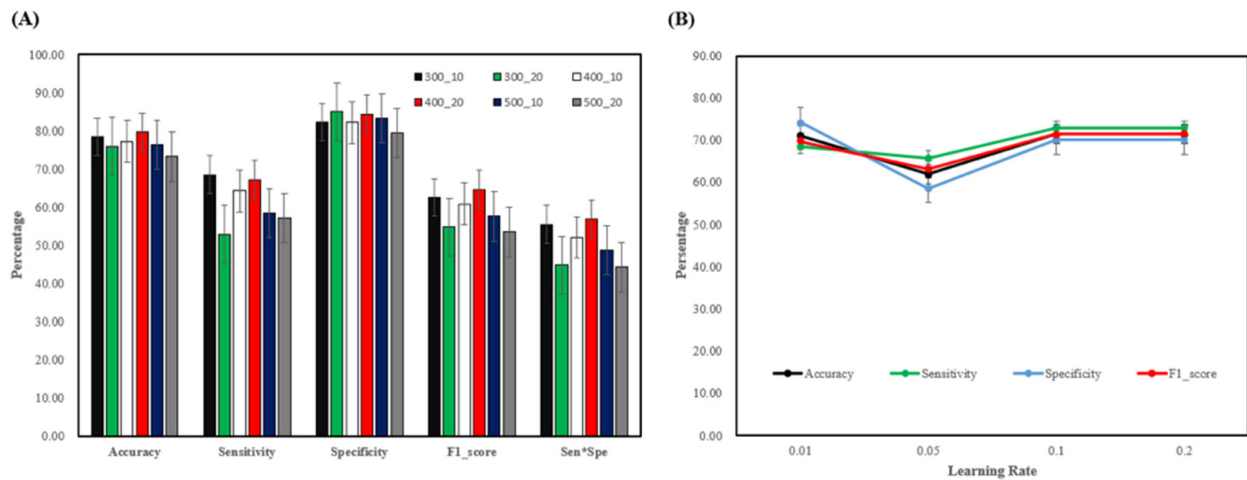 (A)
100.00
90.00
80.00
70.00
60.00
50.00
40.00
30.00
20.00
10.00
0.00
Percentage
300_10 300_20 400_10
400_20 500_10 500_20
Accuracy Sensitivity Specificity F1_score Sen*Spe
(B)
90.00
80.00
70.00
60.00
50.00
40.00
30.00
20.00
10.00
0.00
Persentage
Accuracy Sensitivity Specificity F1_score
0.01 0.05 0.1 0.2
Learning Rate